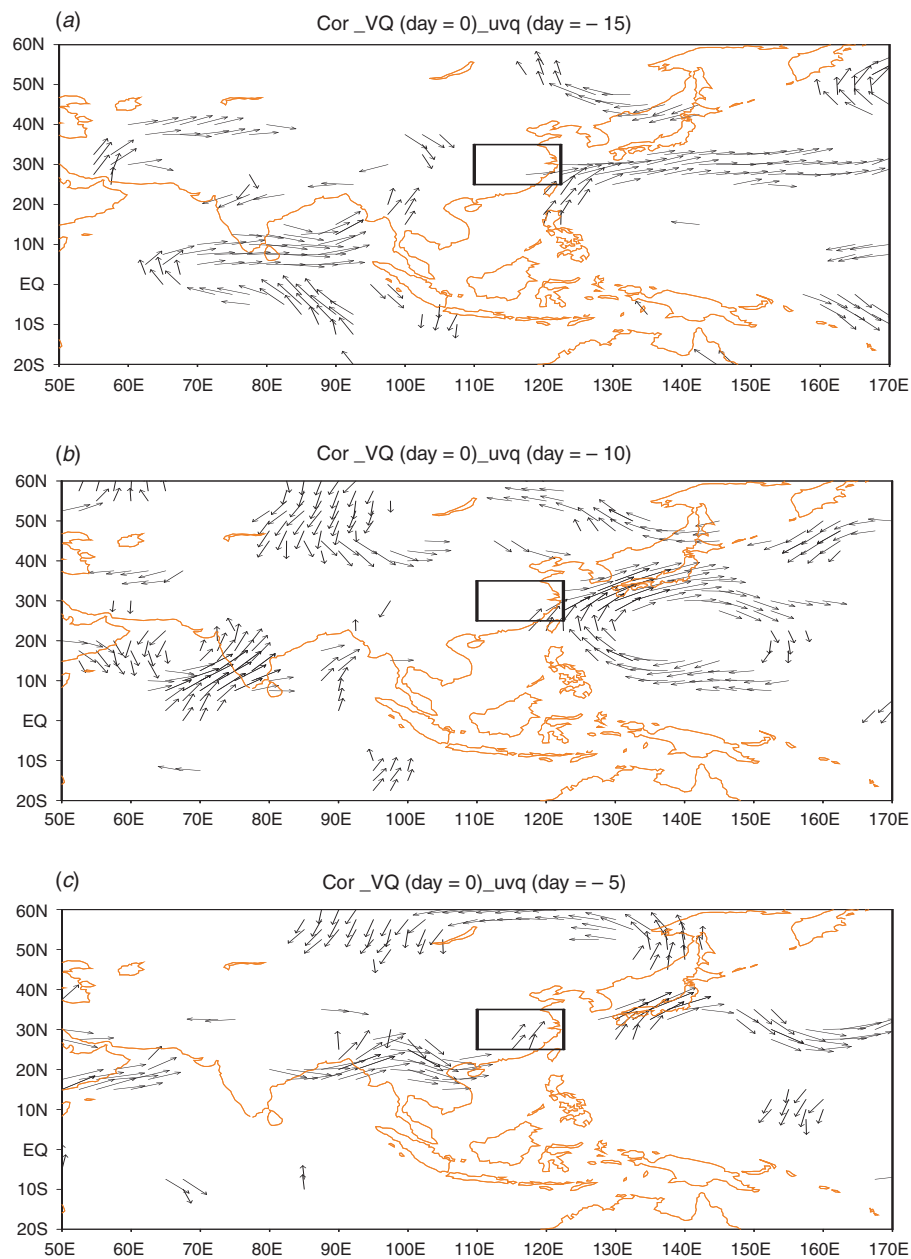 (a)
Cor _VQ (day = 0)_uvq (day = – 15)
60N
50N
40N
30N
20N
10N
EQ
10S
20S
50E 60E 70E 80E 90E 100E 110E 120E 130E 140E 150E 160E 170E
(b)
Cor _VQ (day = 0)_uvq (day = – 10)
60N
50N
40N
30N
20N
10N
EQ
10S
20S
50E 60E 70E 80E 90E 100E 110E 120E 130E 140E 150E 160E 170E
(c)
Cor _VQ (day = 0)_uvq (day = – 5)
60N
50N
40N
30N
20N
10N
EQ
10S
20S
50E 60E 70E 80E 90E 100E 110E 120E 130E 140E 150E 160E 170E